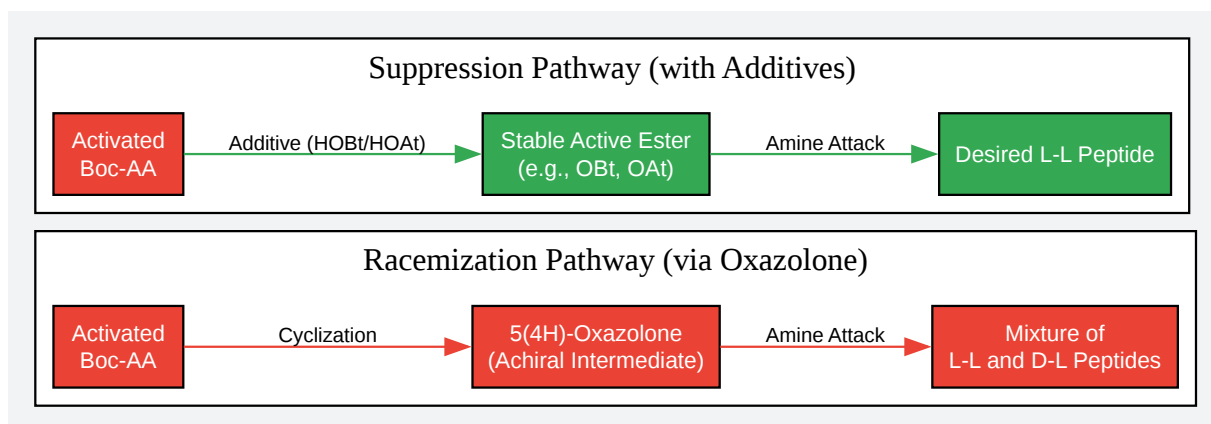 Suppression Pathway (with Additives)
Activated
Boc-AA
Additive (HOBt/HOAt)
Stable Active Ester
(e.g., OBt, OAt)
Amine Attack
Desired L-L Peptide
Racemization Pathway (via Oxazolone)
Activated
Boc-AA
Cyclization
5(4H)-Oxazolone
(Achiral Intermediate)
Amine Attack
Mixture of
L-L and D-L Peptides